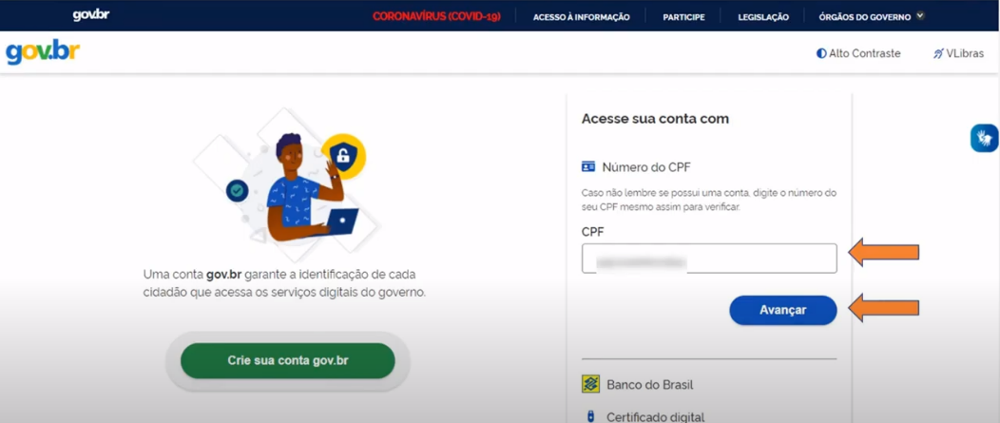 gov.br
CORONAVÍRUS (COVID-19)
ACESSO À INFORMAÇÃO
PARTICIPE
LEGISLAÇÃO
ÓRGÃOS DO GOVERNO
gov.br
Alto Contraste
VLibras
Acesse sua conta com
Número do CPF
Caso não lembre se possui uma conta, digite o número do
seu CPF mesmo assim para verificar.
CPF
Avançar
Uma conta gov.br garante a identificação de cada
cidadão que acessa os serviços digitais do governo.
Crie sua conta gov.br
Banco do Brasil
Certificado digital